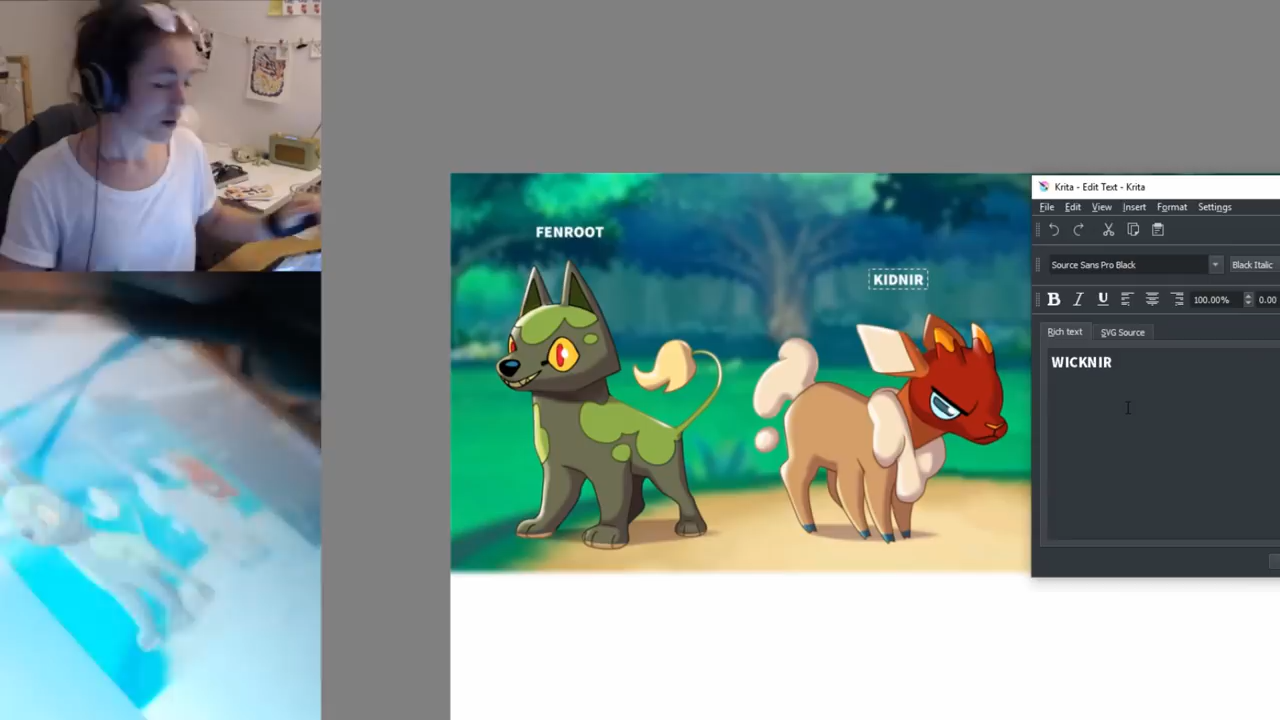 FENROOT
KIDNIR
Krita - Edit Text - Krita
File Edit View Insert Format Settings
Source Sans Pro Black Black Italic
B I U 100.00% 0.00
Rich text SVG Source
WICKNIR